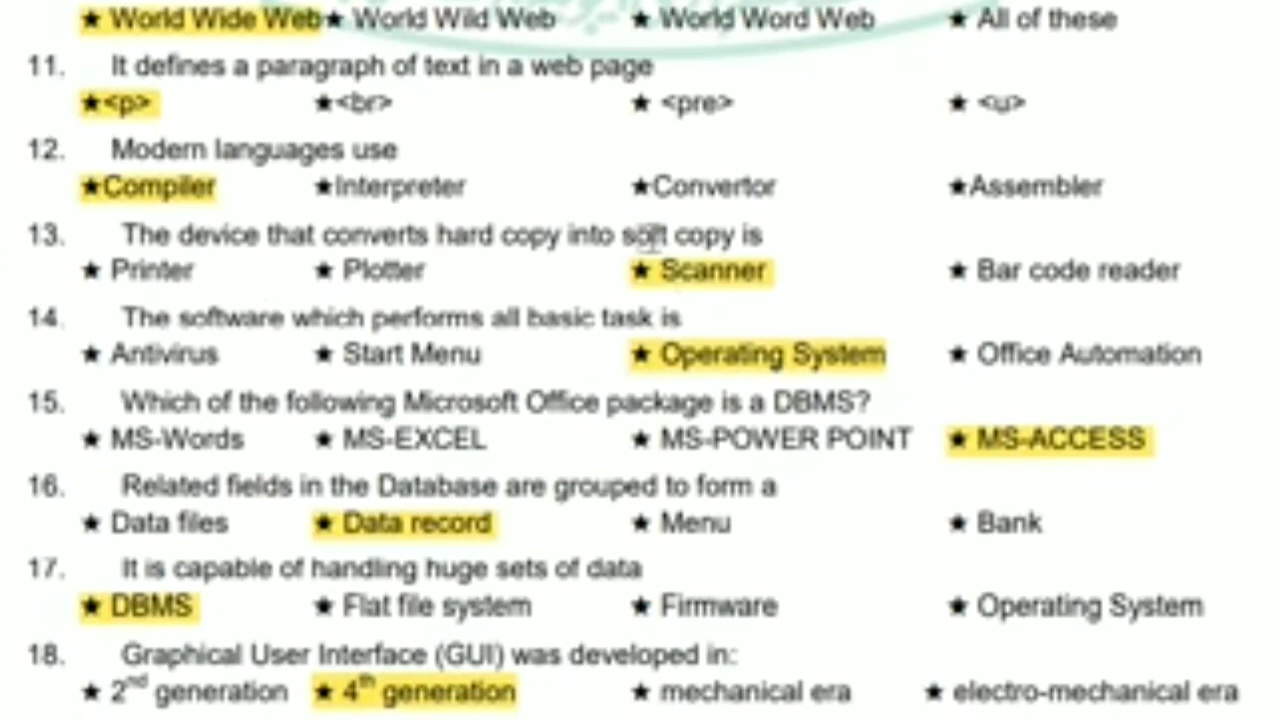 ★ World Wide Web ★ World Wild Web ★ World Word Web ★ All of these
11. It defines a paragraph of text in a web page
★<p> ★<br> ★ <pre> ★ <u>
12. Modern languages use
★Compiler ★Interpreter ★Convertor ★Assembler
13. The device that converts hard copy into soft copy is
★ Printer ★ Plotter ★ Scanner ★ Bar code reader
14. The software which performs all basic task is
★ Antivirus ★ Start Menu ★ Operating System ★ Office Automation
15. Which of the following Microsoft Office package is a DBMS?
★ MS-Words ★ MS-EXCEL ★ MS-POWER POINT ★ MS-ACCESS
16. Related fields in the Database are grouped to form a
★ Data files ★ Data record ★ Menu ★ Bank
17. It is capable of handling huge sets of data
★ DBMS ★ Flat file system ★ Firmware ★ Operating System
18. Graphical User Interface (GUI) was developed in:
★ 2nd generation ★ 4th generation ★ mechanical era ★ electro-mechanical era